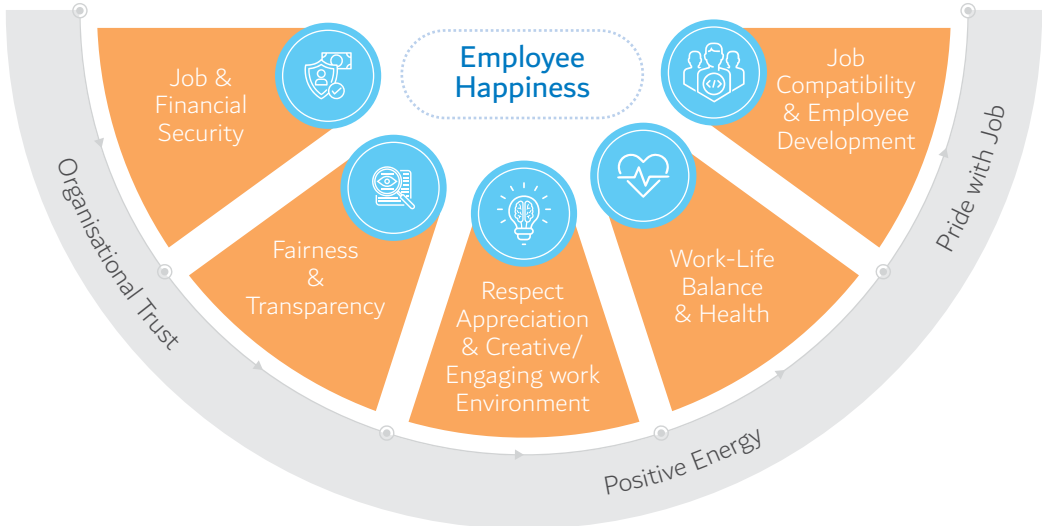 Employee
Happiness
Job &
Financial
Security
Fairness
&
Transparency
Respect
Appreciation
& Creative/
Engaging work
Environment
Work-Life
Balance
& Health
Job
Compatibility
& Employee
Development
Organisational Trust
Positive Energy
Pride with Job